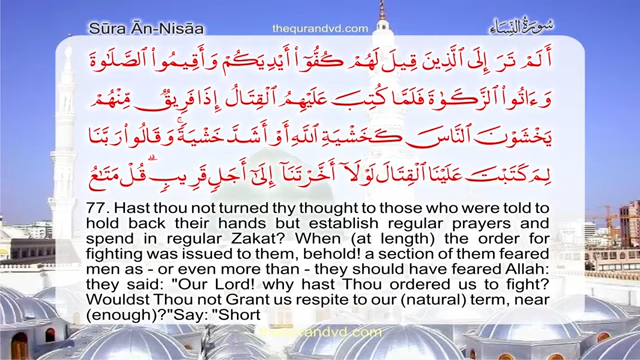 Sūra Ān-Nisāa
thequrandvd.com
سورة النساء
أَلَمْ تَرَ إِلَى ٱلَّذِينَ قِيلَ لَهُمْ كُفُّوٓا۟ أَيْدِيَكُمْ وَأَقِيمُوا۟ ٱلصَّلَوٰةَ
وَءَاتُوا۟ ٱلزَّكَوٰةَ فَلَمَّا كُتِبَ عَلَيْهِمُ ٱلْقِتَالُ إِذَا فَرِيقٌ مِّنْهُمْ
يَخْشَوْنَ ٱلنَّاسَ كَخَشْيَةِ ٱللَّهِ أَوْ أَشَدَّ خَشْيَةً ۚ وَقَالُوا۟ رَبَّنَا
لِمَ كَتَبْتَ عَلَيْنَا ٱلْقِتَالَ لَوْلَآ أَخَّرْتَنَآ إِلَىٰٓ أَجَلٍ قَرِيبٍ ۗ قُلْ مَتَـٰعُ
77. Hast thou not turned thy thought to those who were told to
hold back their hands but establish regular prayers and
spend in regular Zakat? When (at length) the order for
fighting was issued to them, behold! a section of them feared
men as - or even more than - they should have feared Allah:
they said: "Our Lord! why hast Thou ordered us to fight?
Wouldst Thou not Grant us respite to our (natural) term, near
(enough)?"Say: "Short
thequrandvd.com